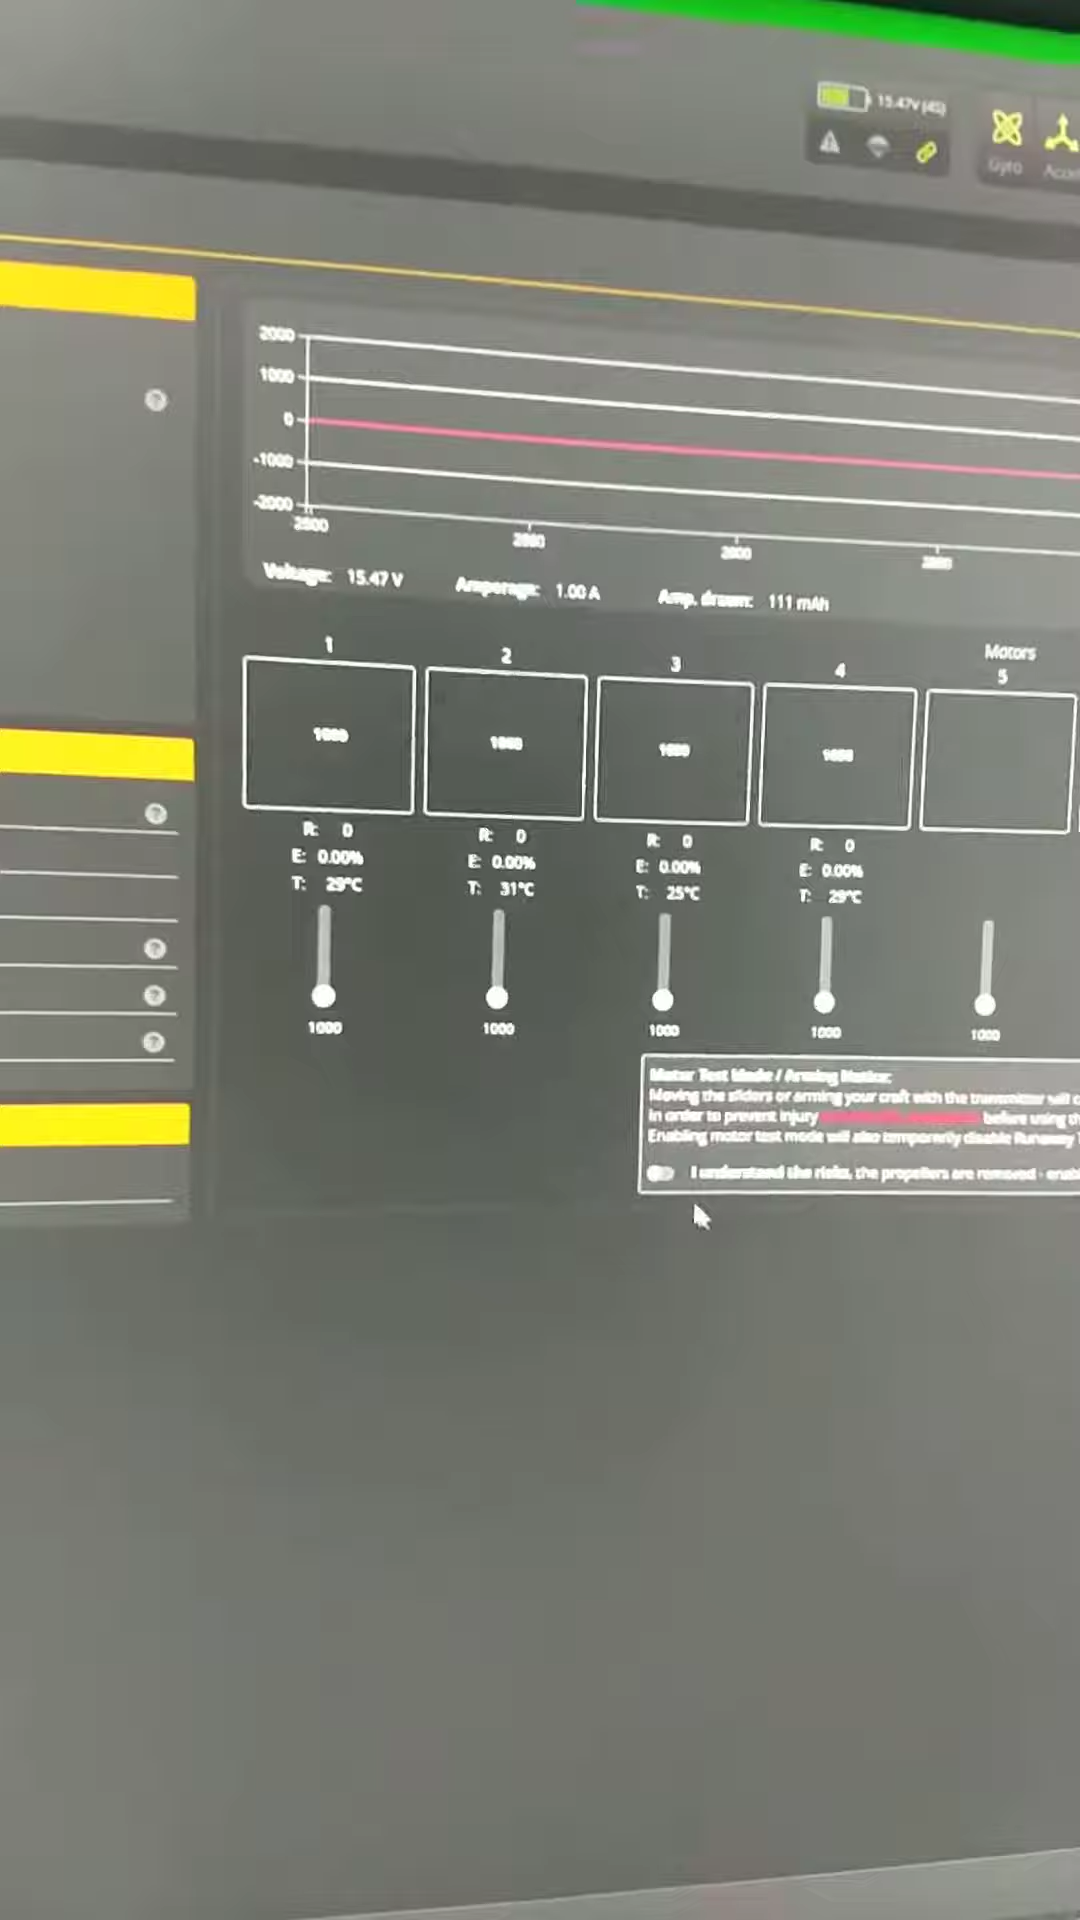 15.47V (4S)
Gyro
2000
1000
0
-1000
-2000
Voltage: 15.47 V Amperage: 1.00 A Amp. drawn: 111 mAh
Motors
1 2 3 4 5
R: 0 R: 0 R: 0 R: 0
E: 0.00% E: 0.00% E: 0.00% E: 0.00%
T: 29°C T: 31°C T: 25°C T: 29°C
1000 1000 1000 1000 1000
Motor Test Mode / Arming Notice:
Moving the sliders or arming your craft with the transmitter will
In order to prevent injury before using
Enabling motor test mode will also temporarily disable Runaway
I understand the risks, the propellers are removed -